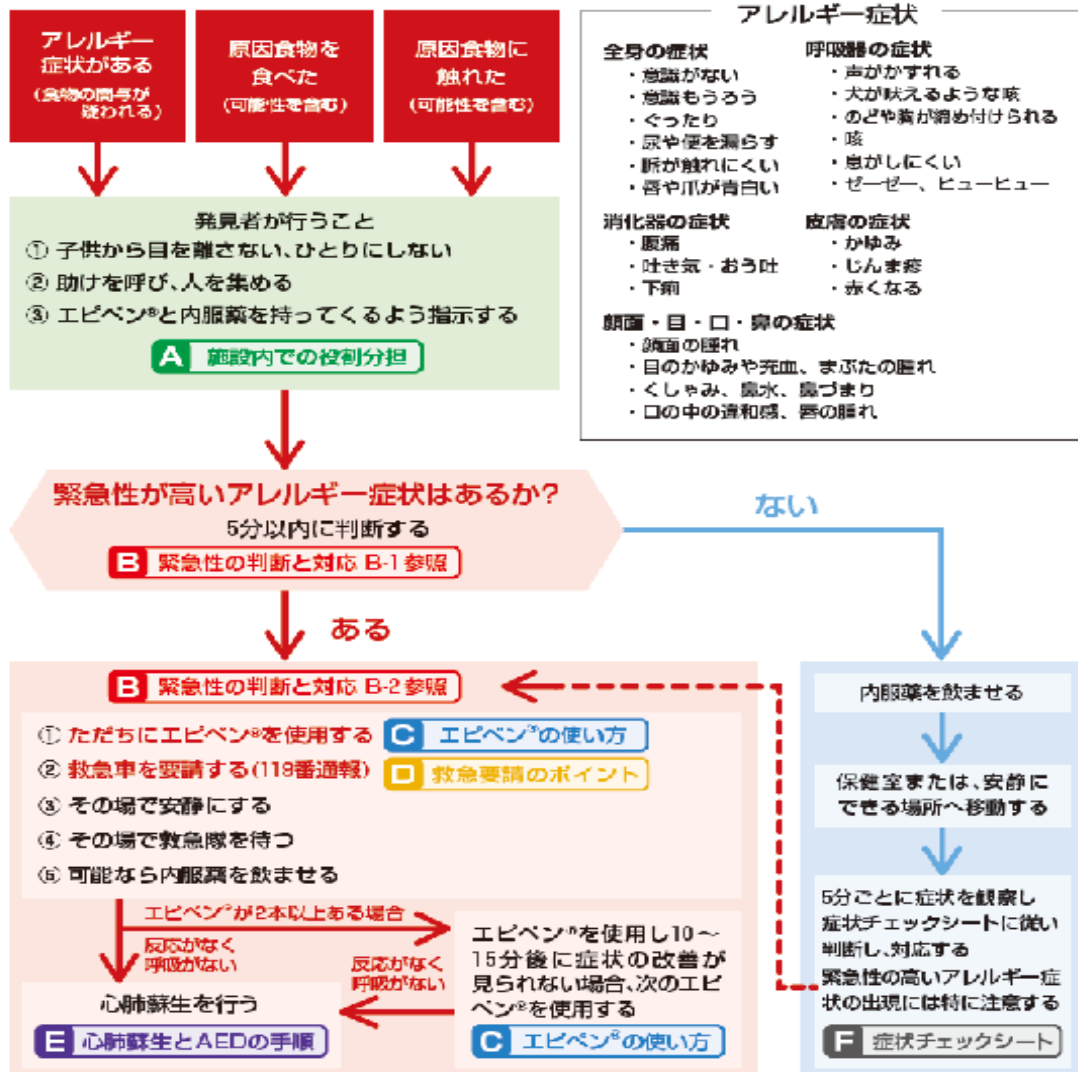 アレルギー
症状がある
(食物の関与が
疑われる)
原因食物を
食べた
(可能性を含む)
原因食物に
触れた
(可能性を含む)
アレルギー症状
全身の症状
・意識がない
・意識もうろう
・ぐったり
・尿や便を漏らす
・脈が触れにくい
・唇や爪が青白い
呼吸器の症状
・声がかすれる
・犬が吠えるような咳
・のどや胸が締め付けられる
・咳
・息がしにくい
・ゼーゼー、ヒューヒュー
消化器の症状
・腹痛
・吐き気・おう吐
・下痢
皮膚の症状
・かゆみ
・じんま疹
・赤くなる
顔面・目・口・鼻の症状
・顔面の腫れ
・目のかゆみや充血、まぶたの腫れ
・くしゃみ、鼻水、鼻づまり
・口の中の違和感、唇の腫れ
発見者が行うこと
① 子供から目を離さない、ひとりにしない
② 助けを呼び、人を集める
③ エピペン®と内服薬を持ってくるよう指示する
A 施設内での役割分担
緊急性が高いアレルギー症状はあるか?
5分以内に判断する
B 緊急性の判断と対応 B-1参照
ない
ある
B 緊急性の判断と対応 B-2参照
① ただちにエピペン®を使用する C エピペン®の使い方
② 救急車を要請する(119番通報) D 救急要請のポイント
③ その場で安静にする
④ その場で救急隊を待つ
⑤ 可能なら内服薬を飲ませる
エピペン®が2本以上ある場合
反応がなく
呼吸がない
反応がなく
呼吸がない
エピペン®を使用し10〜
15分後に症状の改善が
見られない場合、次のエピ
ペン®を使用する
C エピペン®の使い方
心肺蘇生を行う
E 心肺蘇生とAEDの手順
内服薬を飲ませる
保健室または、安静に
できる場所へ移動する
5分ごとに症状を観察し
症状チェックシートに従い
判断し、対応する
緊急性の高いアレルギー症
状の出現には特に注意する
F 症状チェックシート